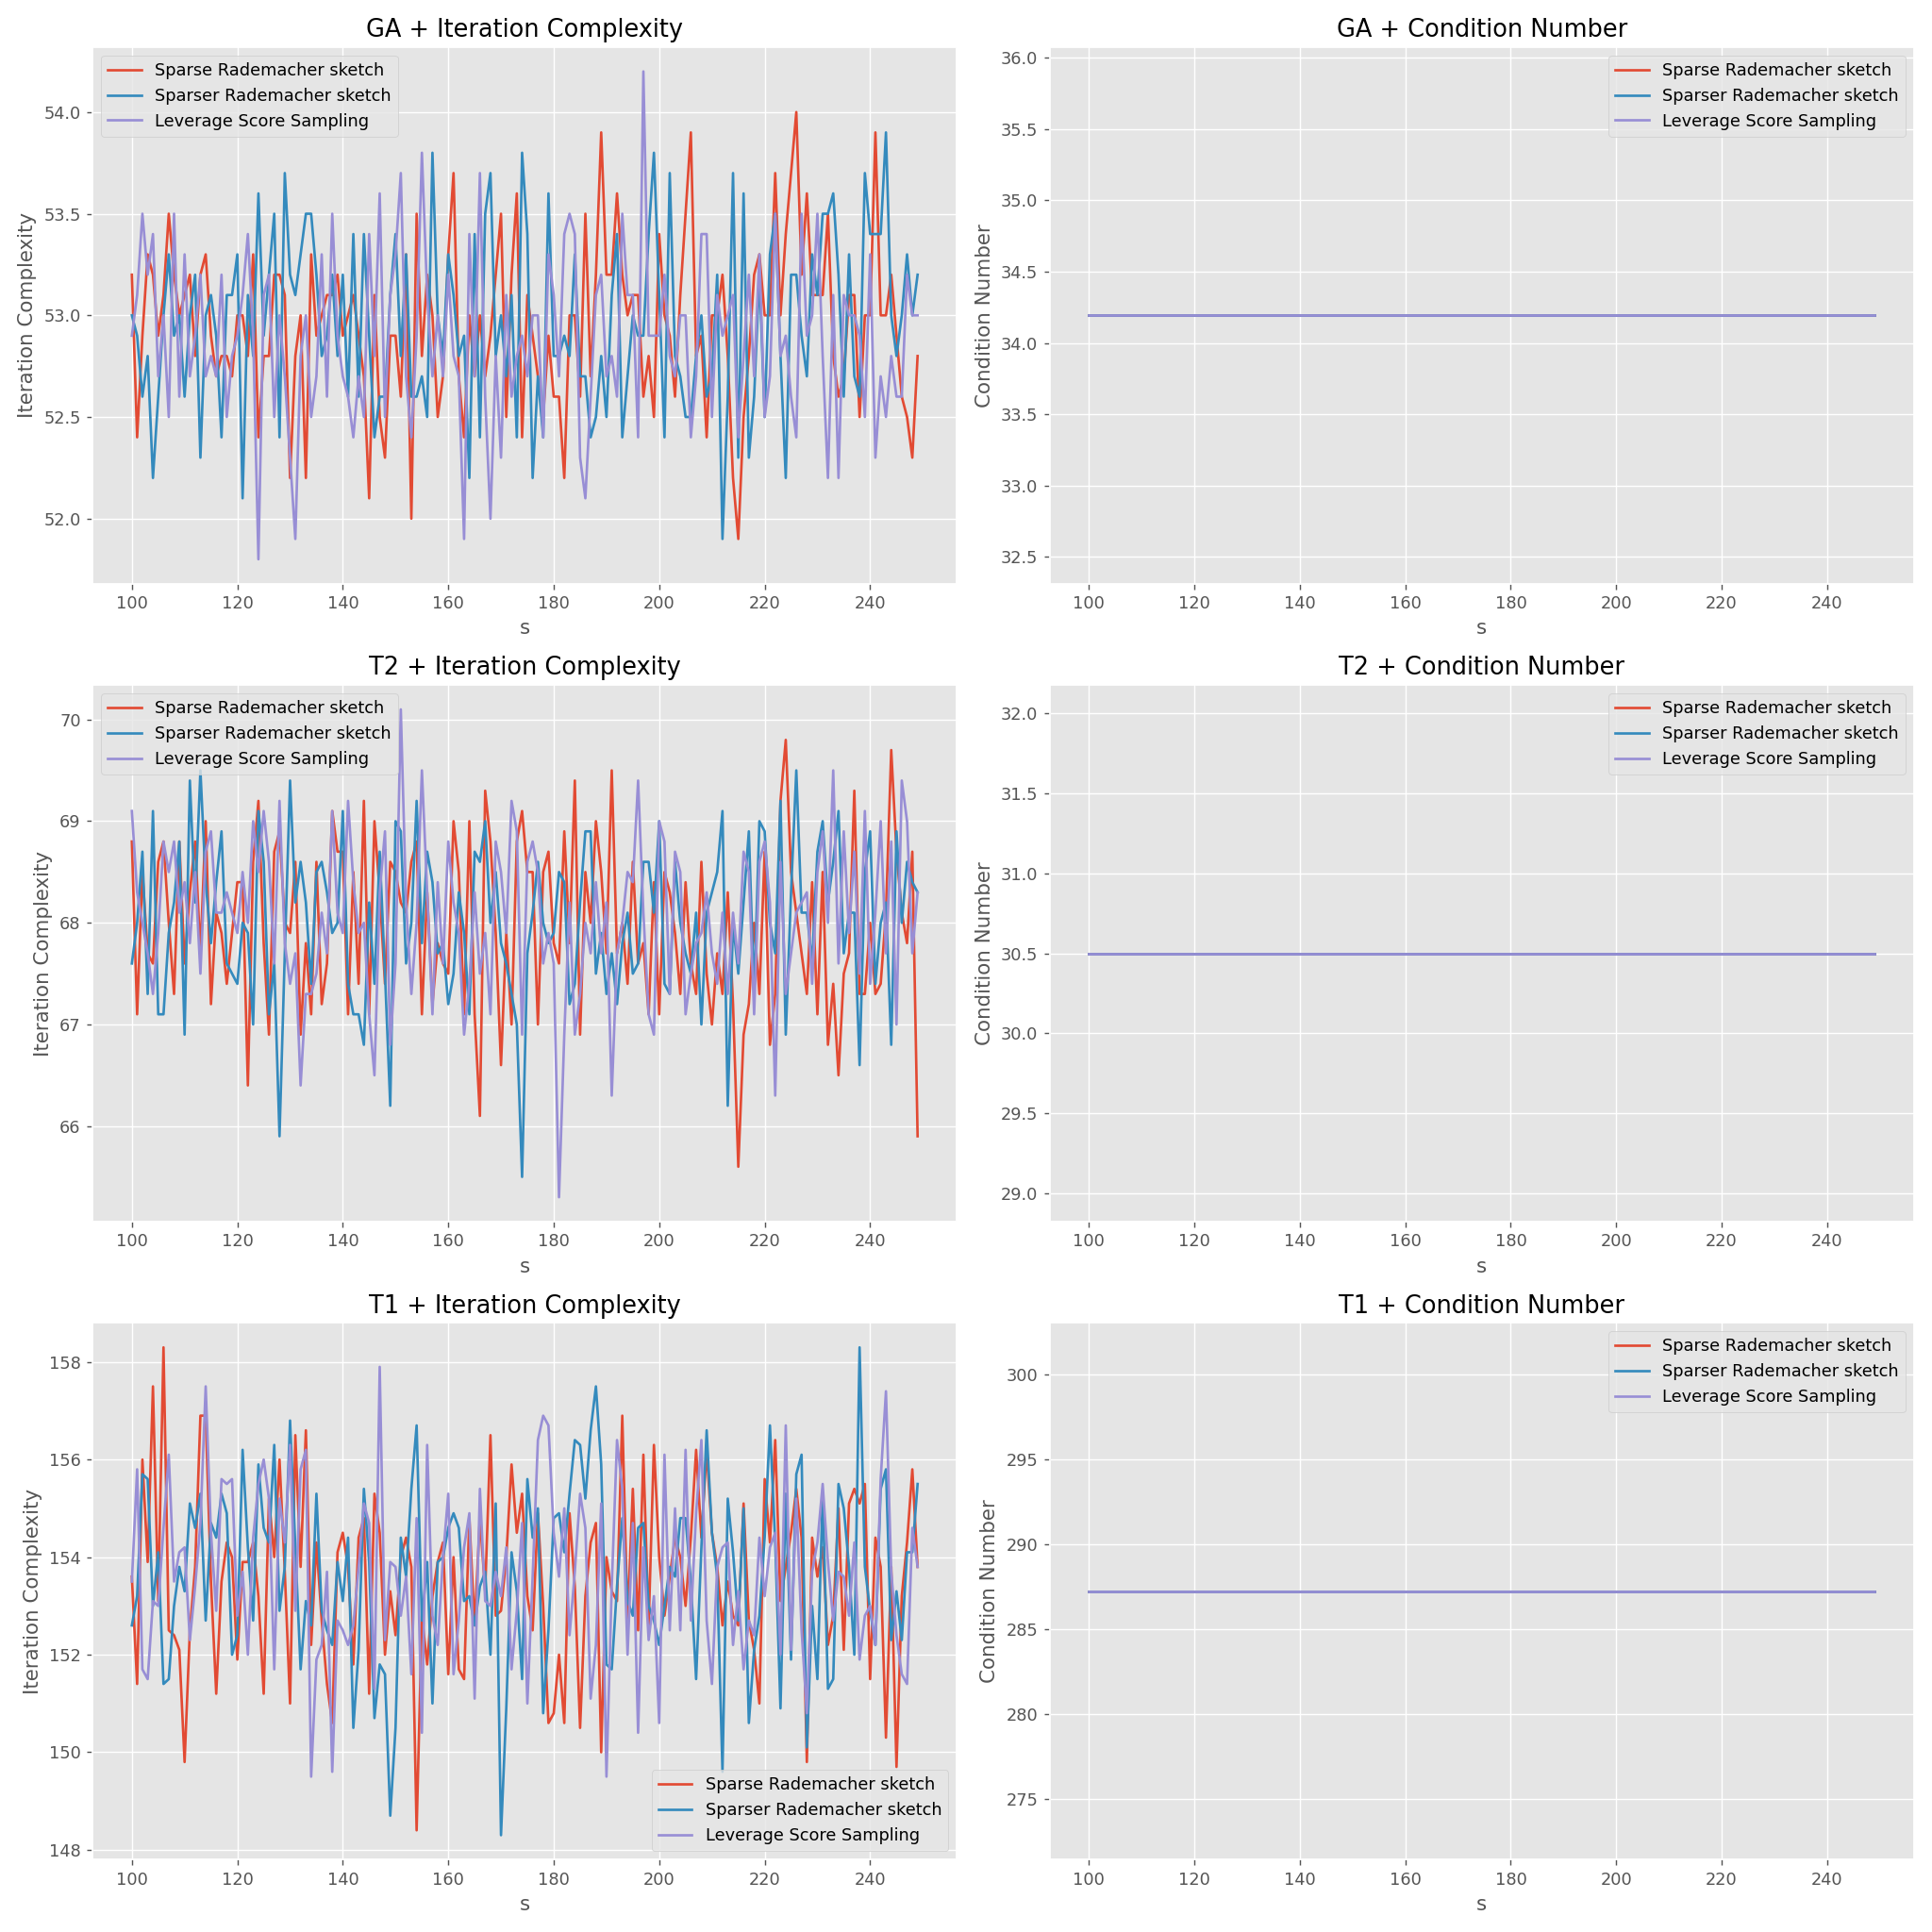 GA + Iteration Complexity
Iteration Complexity
54.0
53.5
53.0
52.5
52.0
Sparse Rademacher sketch
Sparser Rademacher sketch
Leverage Score Sampling
100 120 140 160 180 200 220 240
s
GA + Condition Number
Condition Number
36.0
35.5
35.0
34.5
34.0
33.5
33.0
32.5
Sparse Rademacher sketch
Sparser Rademacher sketch
Leverage Score Sampling
100 120 140 160 180 200 220 240
s
T2 + Iteration Complexity
Iteration Complexity
70
69
68
67
66
Sparse Rademacher sketch
Sparser Rademacher sketch
Leverage Score Sampling
100 120 140 160 180 200 220 240
s
T2 + Condition Number
Condition Number
32.0
31.5
31.0
30.5
30.0
29.5
29.0
Sparse Rademacher sketch
Sparser Rademacher sketch
Leverage Score Sampling
100 120 140 160 180 200 220 240
s
T1 + Iteration Complexity
Iteration Complexity
158
156
154
152
150
148
Sparse Rademacher sketch
Sparser Rademacher sketch
Leverage Score Sampling
100 120 140 160 180 200 220 240
s
T1 + Condition Number
Condition Number
300
295
290
285
280
275
Sparse Rademacher sketch
Sparser Rademacher sketch
Leverage Score Sampling
100 120 140 160 180 200 220 240
s